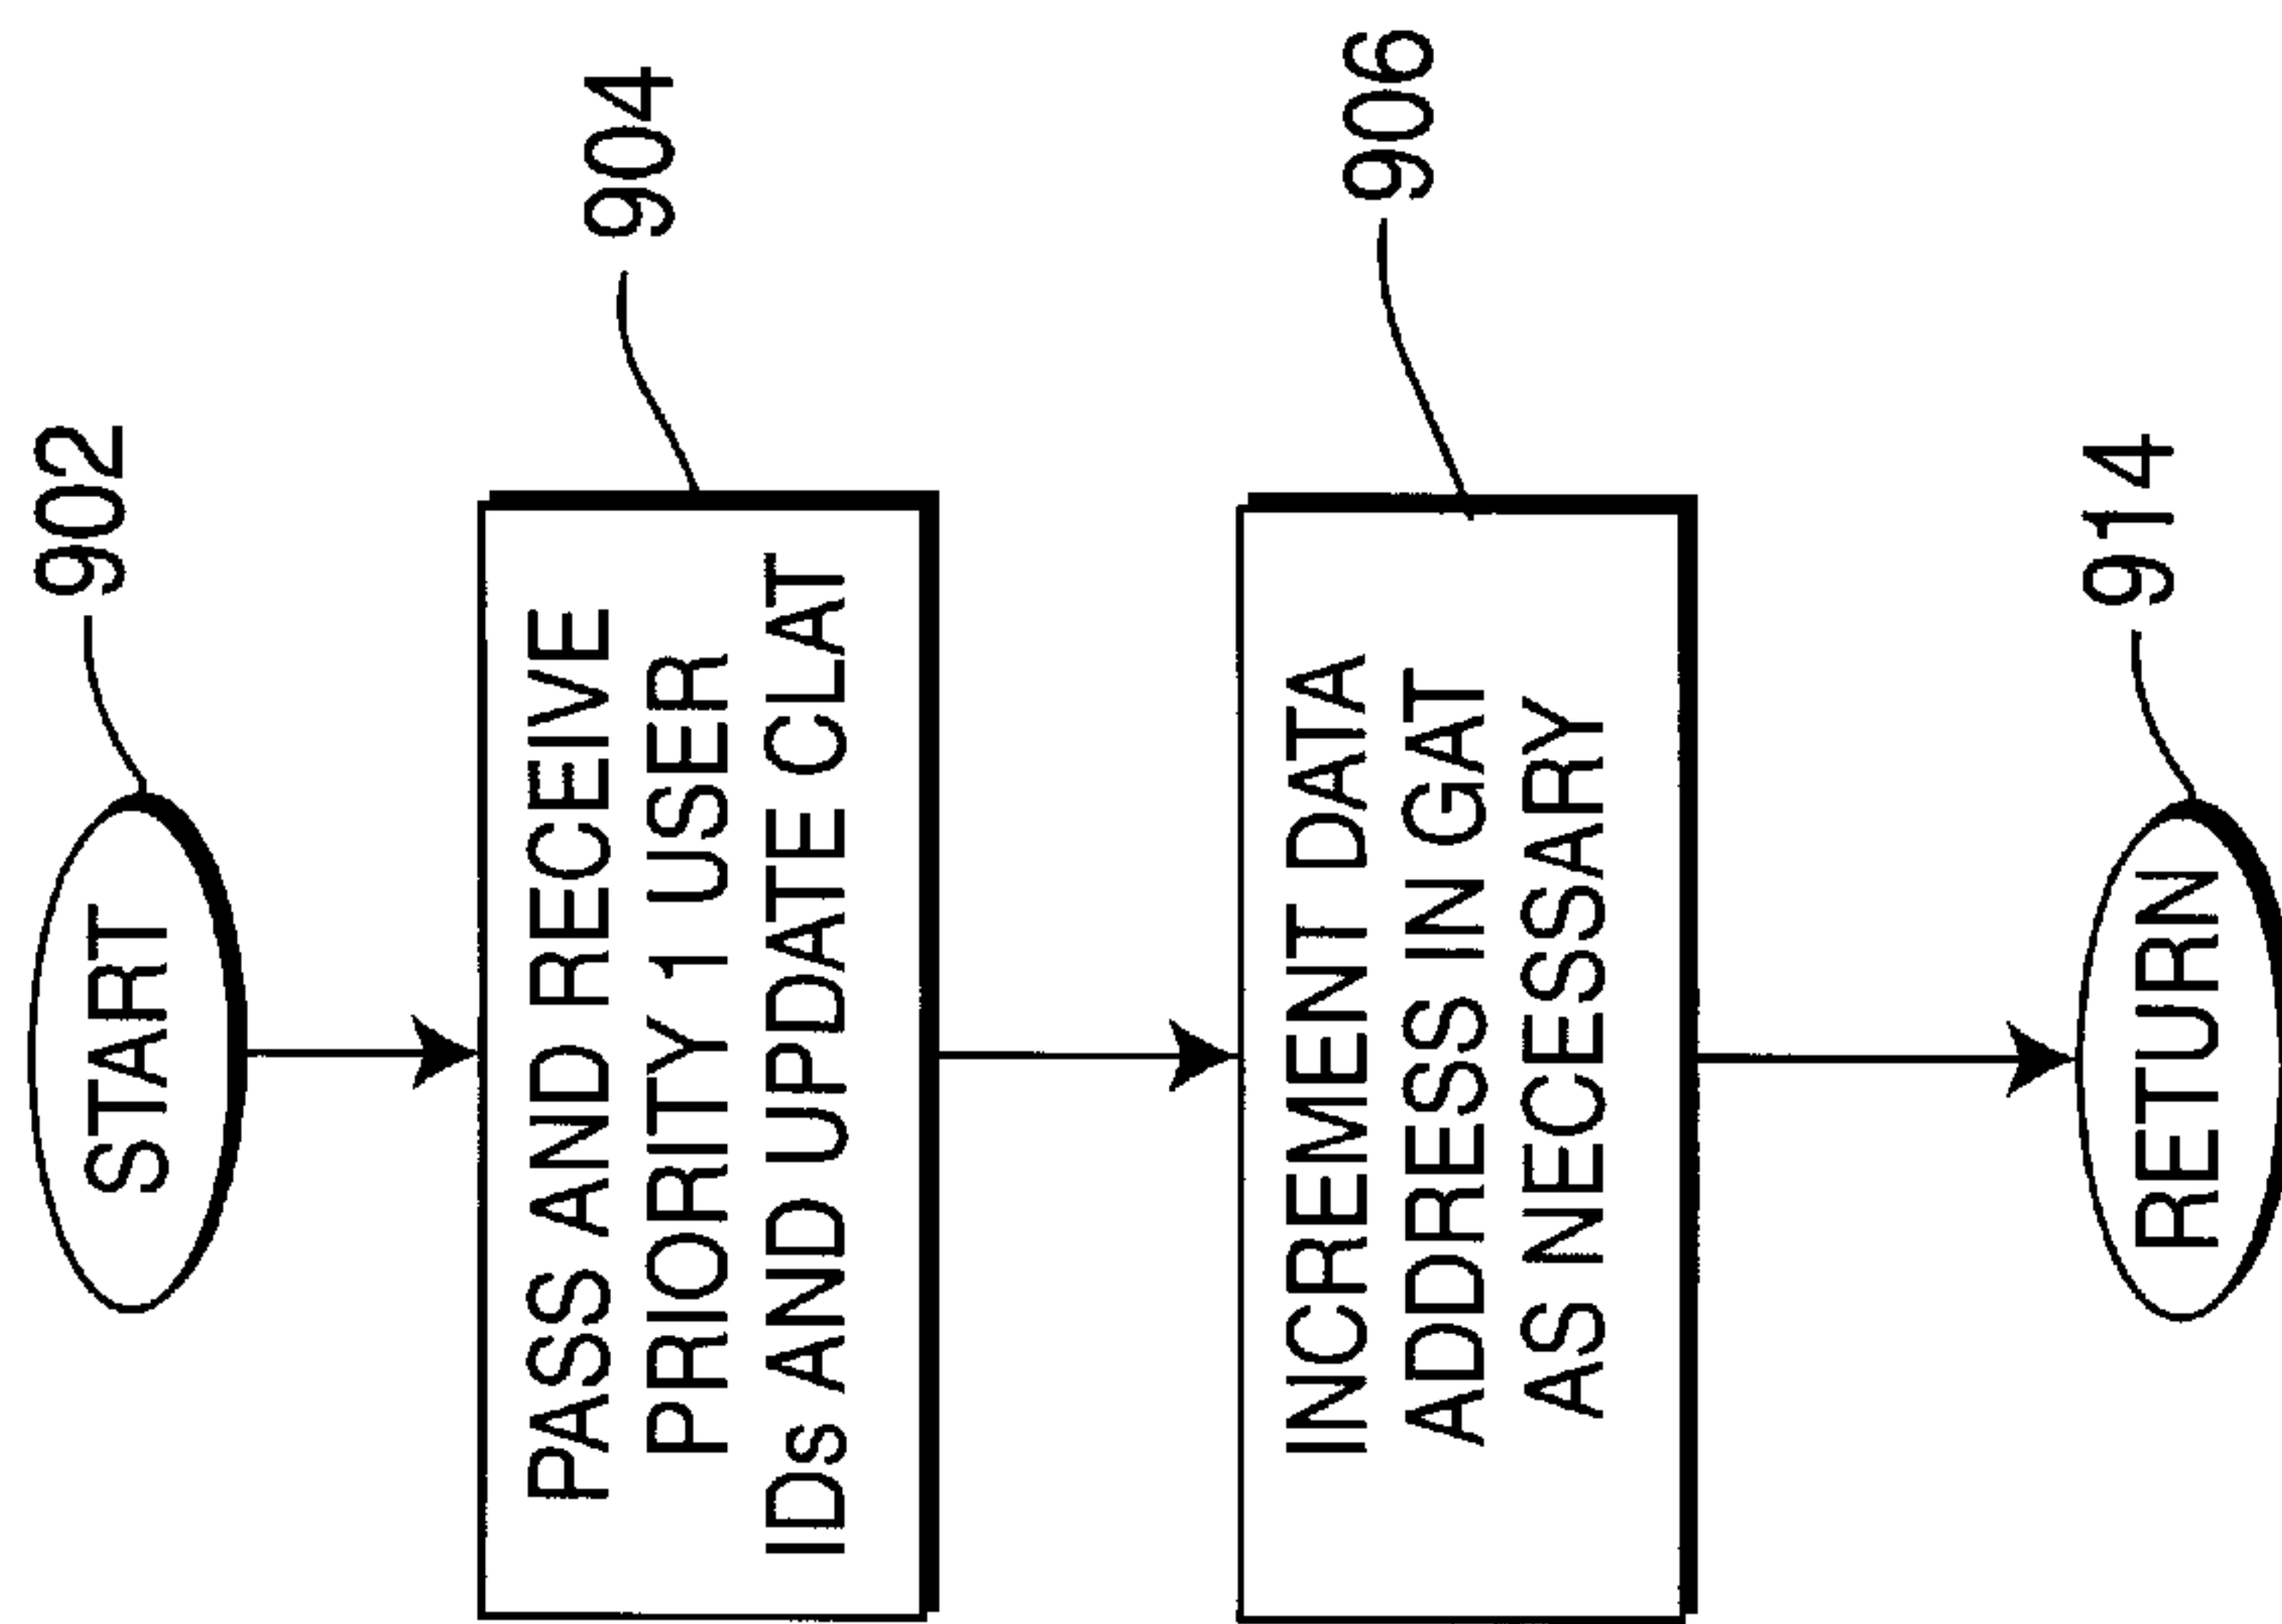 START
902
PASS AND RECEIVE
PRIORITY 1 USER
IDs AND UPDATE CLAT
904
INCREMENT DATA
ADDRESS IN GAT
AS NECESSARY
906
RETURN
914